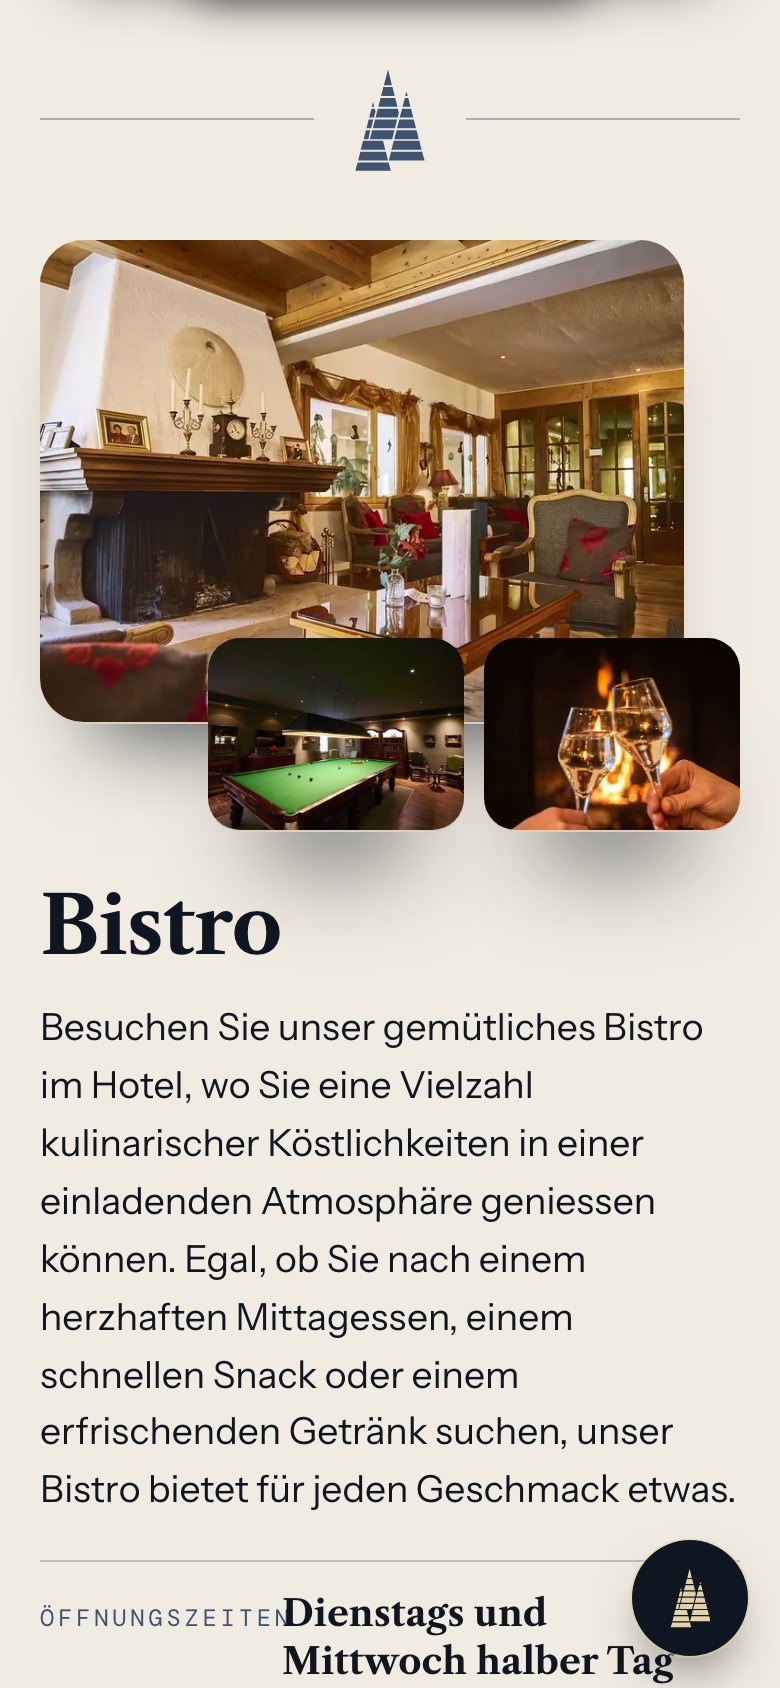 Bistro
Besuchen Sie unser gemütliches Bistro
im Hotel, wo Sie eine Vielzahl
kulinarischer Köstlichkeiten in einer
einladenden Atmosphäre geniessen
können. Egal, ob Sie nach einem
herzhaften Mittagessen, einem
schnellen Snack oder einem
erfrischenden Getränk suchen, unser
Bistro bietet für jeden Geschmack etwas.
ÖFFNUNGSZEITEN
Dienstags und
Mittwoch halber Tag